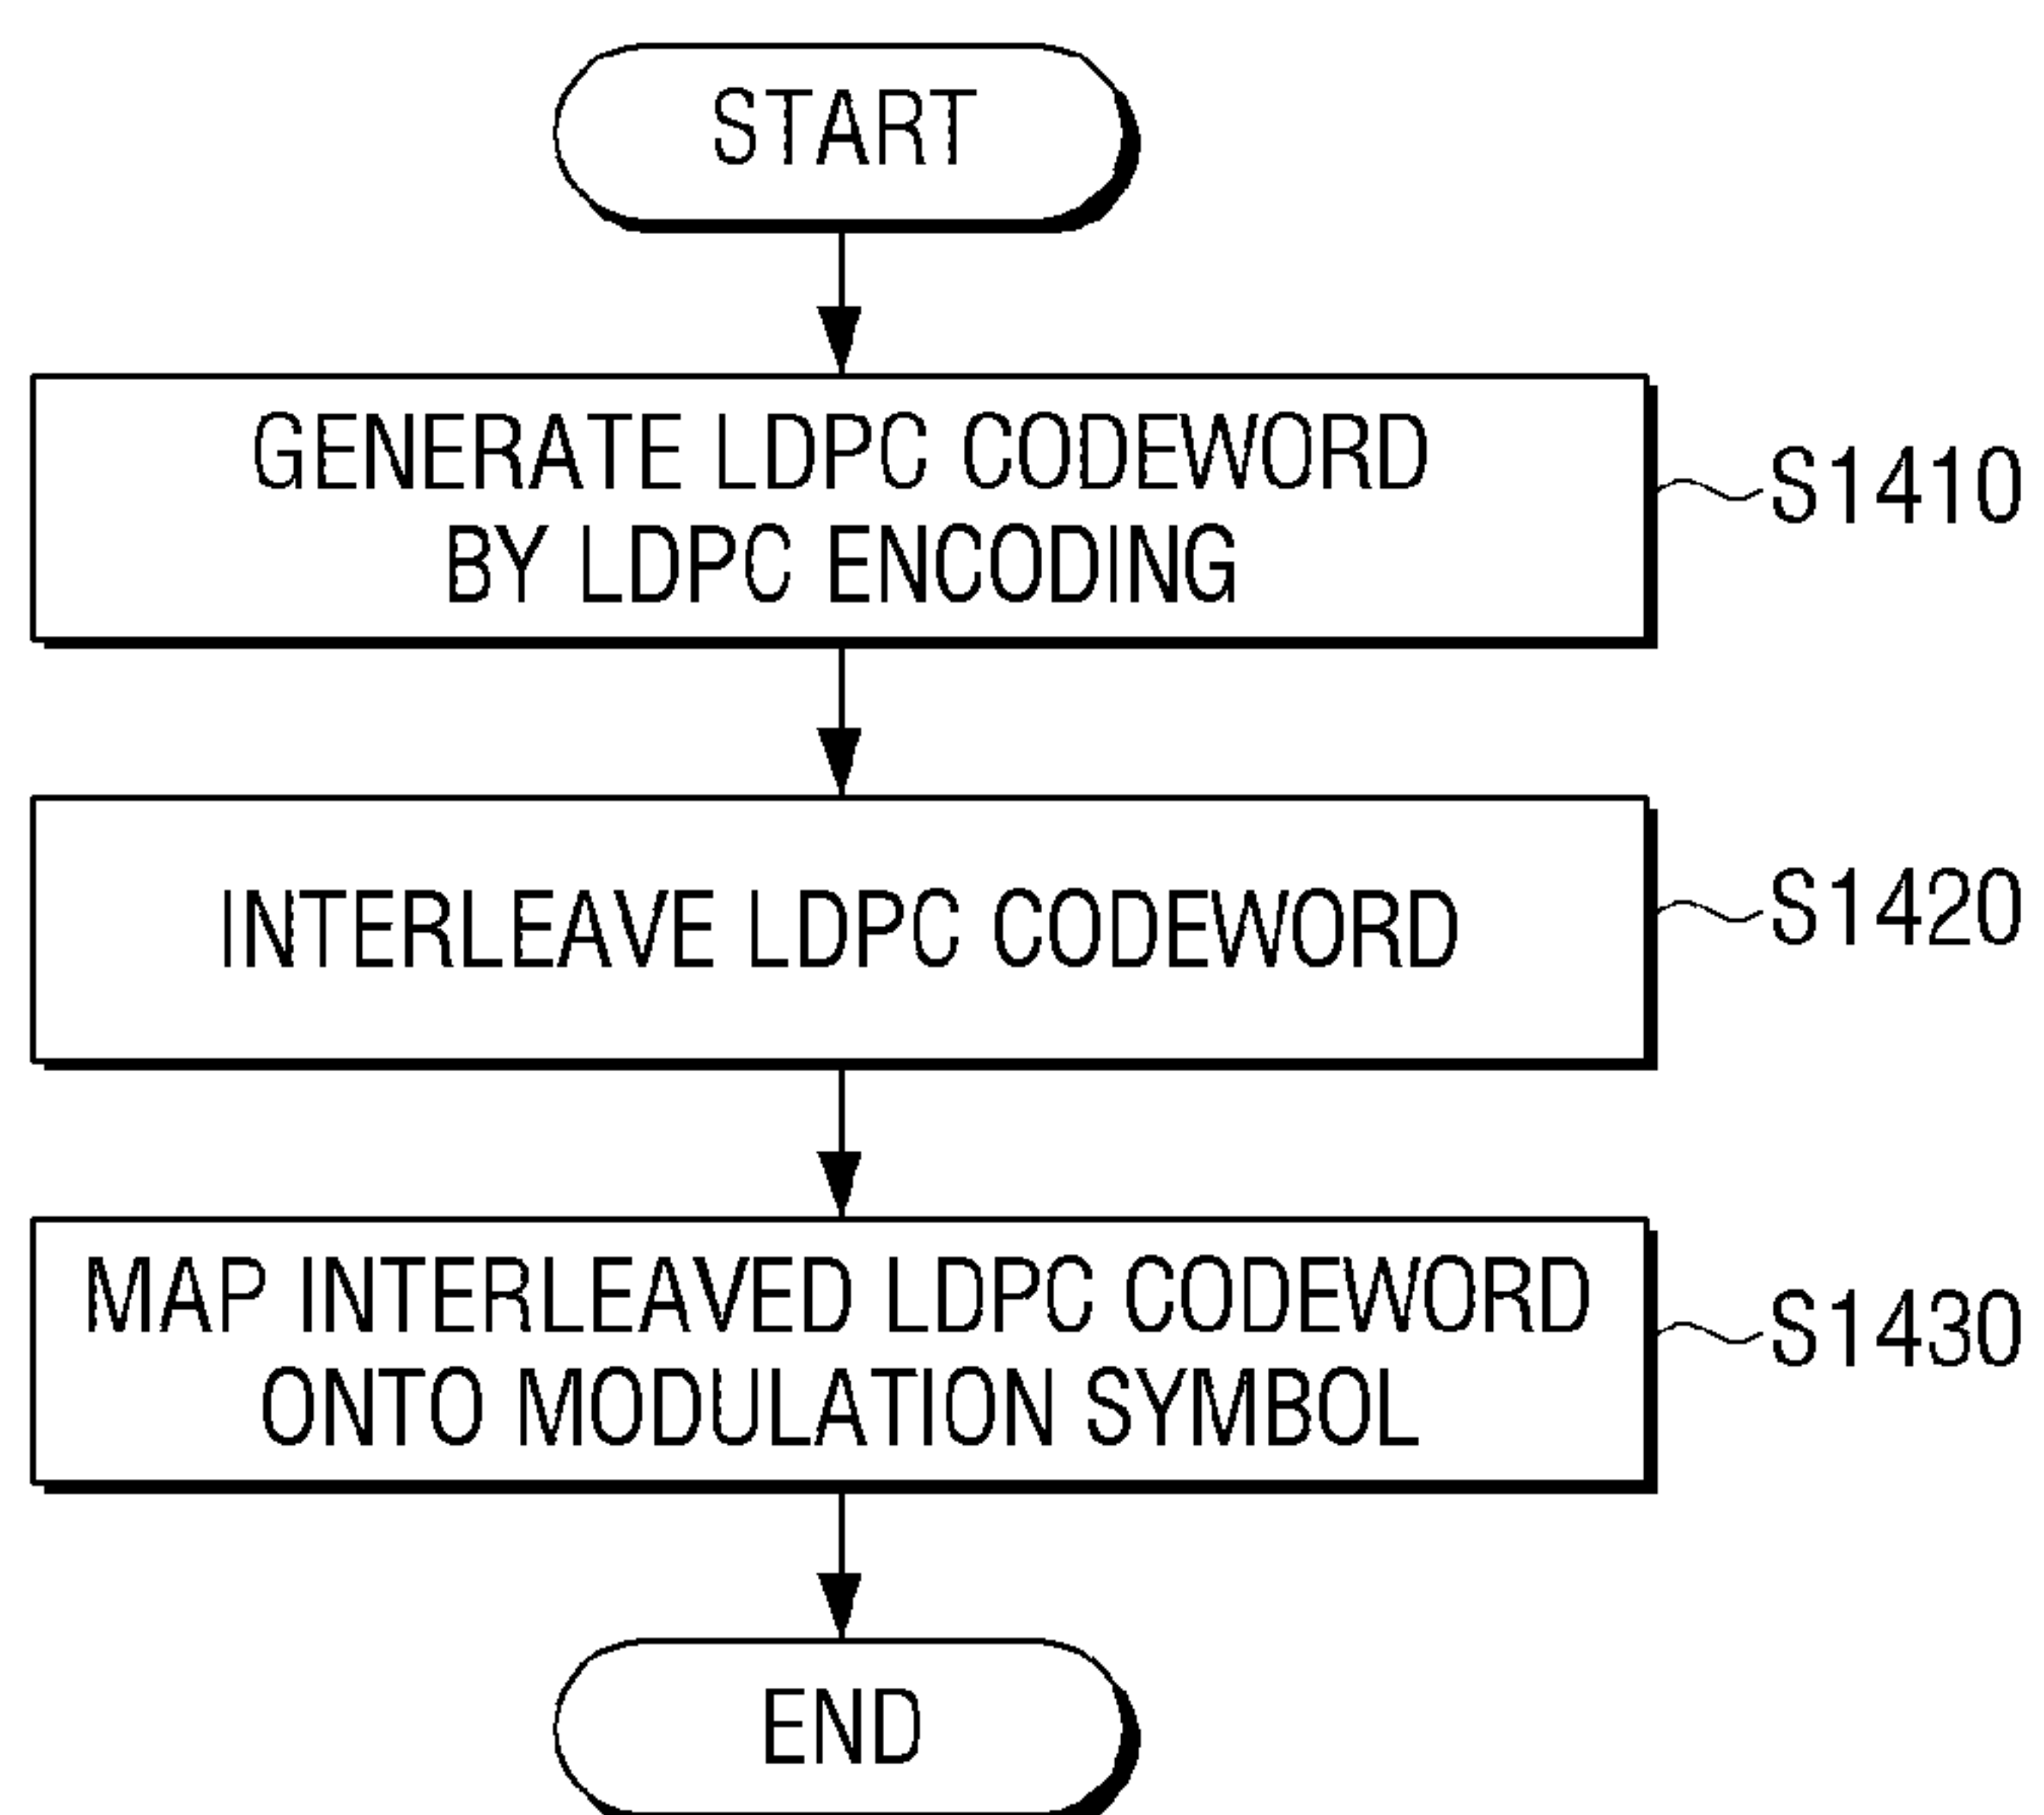 START
GENERATE LDPC CODEWORD
BY LDPC ENCODING
S1410
INTERLEAVE LDPC CODEWORD
S1420
MAP INTERLEAVED LDPC CODEWORD
ONTO MODULATION SYMBOL
S1430
END